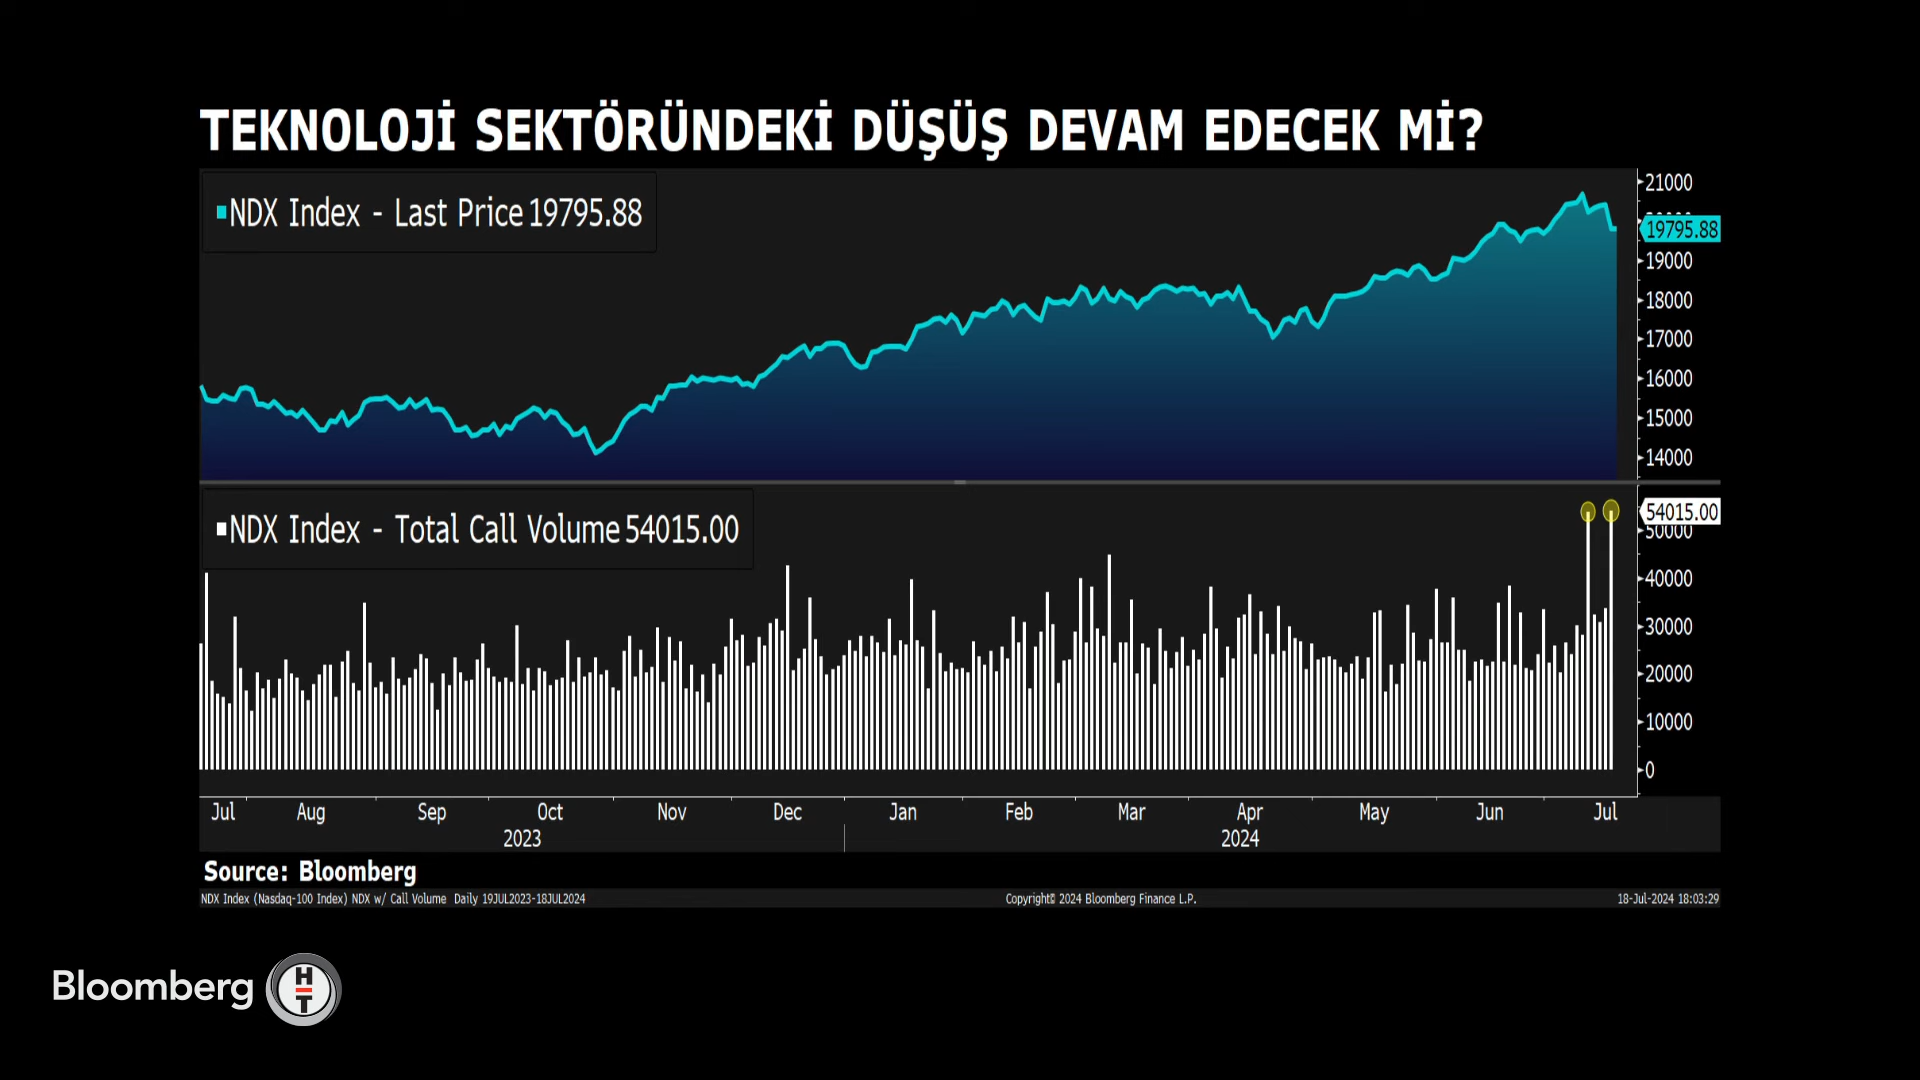 TEKNOLOJİ SEKTÖRÜNDEKİ DÜŞÜŞ DEVAM EDECEK Mİ?
NDX Index - Last Price 19795.88
21000
19795.88
19000
18000
17000
16000
15000
14000
NDX Index - Total Call Volume 54015.00
54015.00
50000
40000
30000
20000
10000
0
Jul Aug Sep Oct Nov Dec Jan Feb Mar Apr May Jun Jul
2023 2024
Source: Bloomberg
NDX Index (Nasdaq-100 Index) NDX w/ Call Volume Daily 19JUL2023-18JUL2024 Copyright© 2024 Bloomberg Finance L.P. 18-Jul-2024 18:03:29
Bloomberg HT